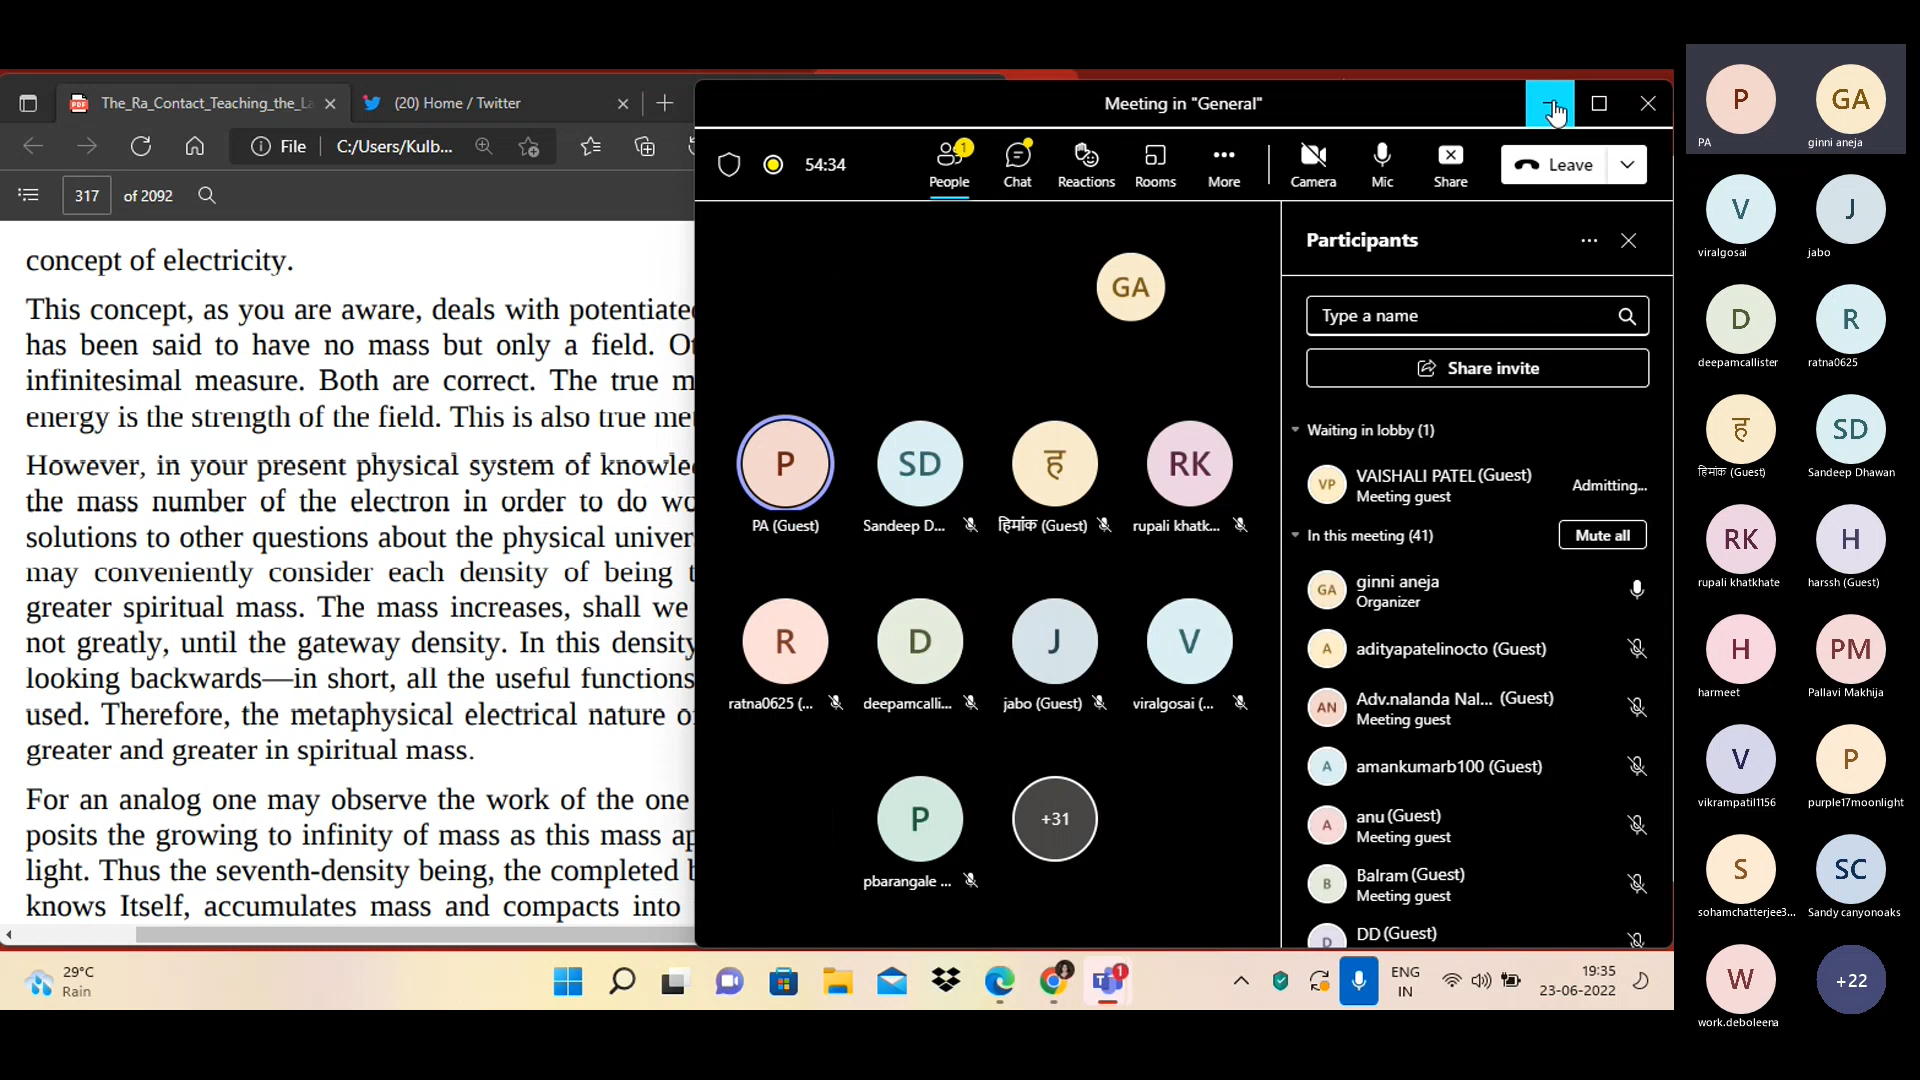 The_Ra_Contact_Teaching_the_La
(20) Home / Twitter
File
C:/Users/Kulb...
317
of 2092
concept of electricity.
This concept, as you are aware, deals with potentiated
has been said to have no mass but only a field. Ot
infinitesimal measure. Both are correct. The true m
energy is the strength of the field. This is also true met
However, in your present physical system of knowled
the mass number of the electron in order to do wo
solutions to other questions about the physical univer
may conveniently consider each density of being t
greater spiritual mass. The mass increases, shall we
not greatly, until the gateway density. In this density
looking backwards—in short, all the useful functions
used. Therefore, the metaphysical electrical nature o
greater and greater in spiritual mass.
For an analog one may observe the work of the one
posits the growing to infinity of mass as this mass ap
light. Thus the seventh-density being, the completed b
knows Itself, accumulates mass and compacts into
Meeting in "General"
54:34
1
People
Chat
Reactions
Rooms
More
Camera
Mic
Share
Leave
GA
P
SD
ह
RK
PA (Guest)
Sandeep D...
हिमांक (Guest)
rupali khatk...
R
D
J
V
ratna0625 (...
deepamcalli...
jabo (Guest)
viralgosai (...
P
+31
pbarangale ...
Participants
Type a name
Share invite
Waiting in lobby (1)
VP
VAISHALI PATEL (Guest)
Meeting guest
Admitting...
In this meeting (41)
Mute all
GA
ginni aneja
Organizer
A
adityapatelinocto (Guest)
AN
Adv.nalanda Nal... (Guest)
Meeting guest
A
amankumarb100 (Guest)
A
anu (Guest)
Meeting guest
B
Balram (Guest)
Meeting guest
D
DD (Guest)
29°C
Rain
1
ENG
IN
19:35
23-06-2022
P
GA
PA
ginni aneja
V
J
viralgosai
jabo
D
R
deepamcallister
ratna0625
ह
SD
हिमांक (Guest)
Sandeep Dhawan
RK
H
rupali khatkhate
harssh (Guest)
H
PM
harmeet
Pallavi Makhija
V
P
vikrampatil1156
purple17moonlight
S
SC
sohamchatterjee3...
Sandy canyonoaks
W
+22
work.deboleena